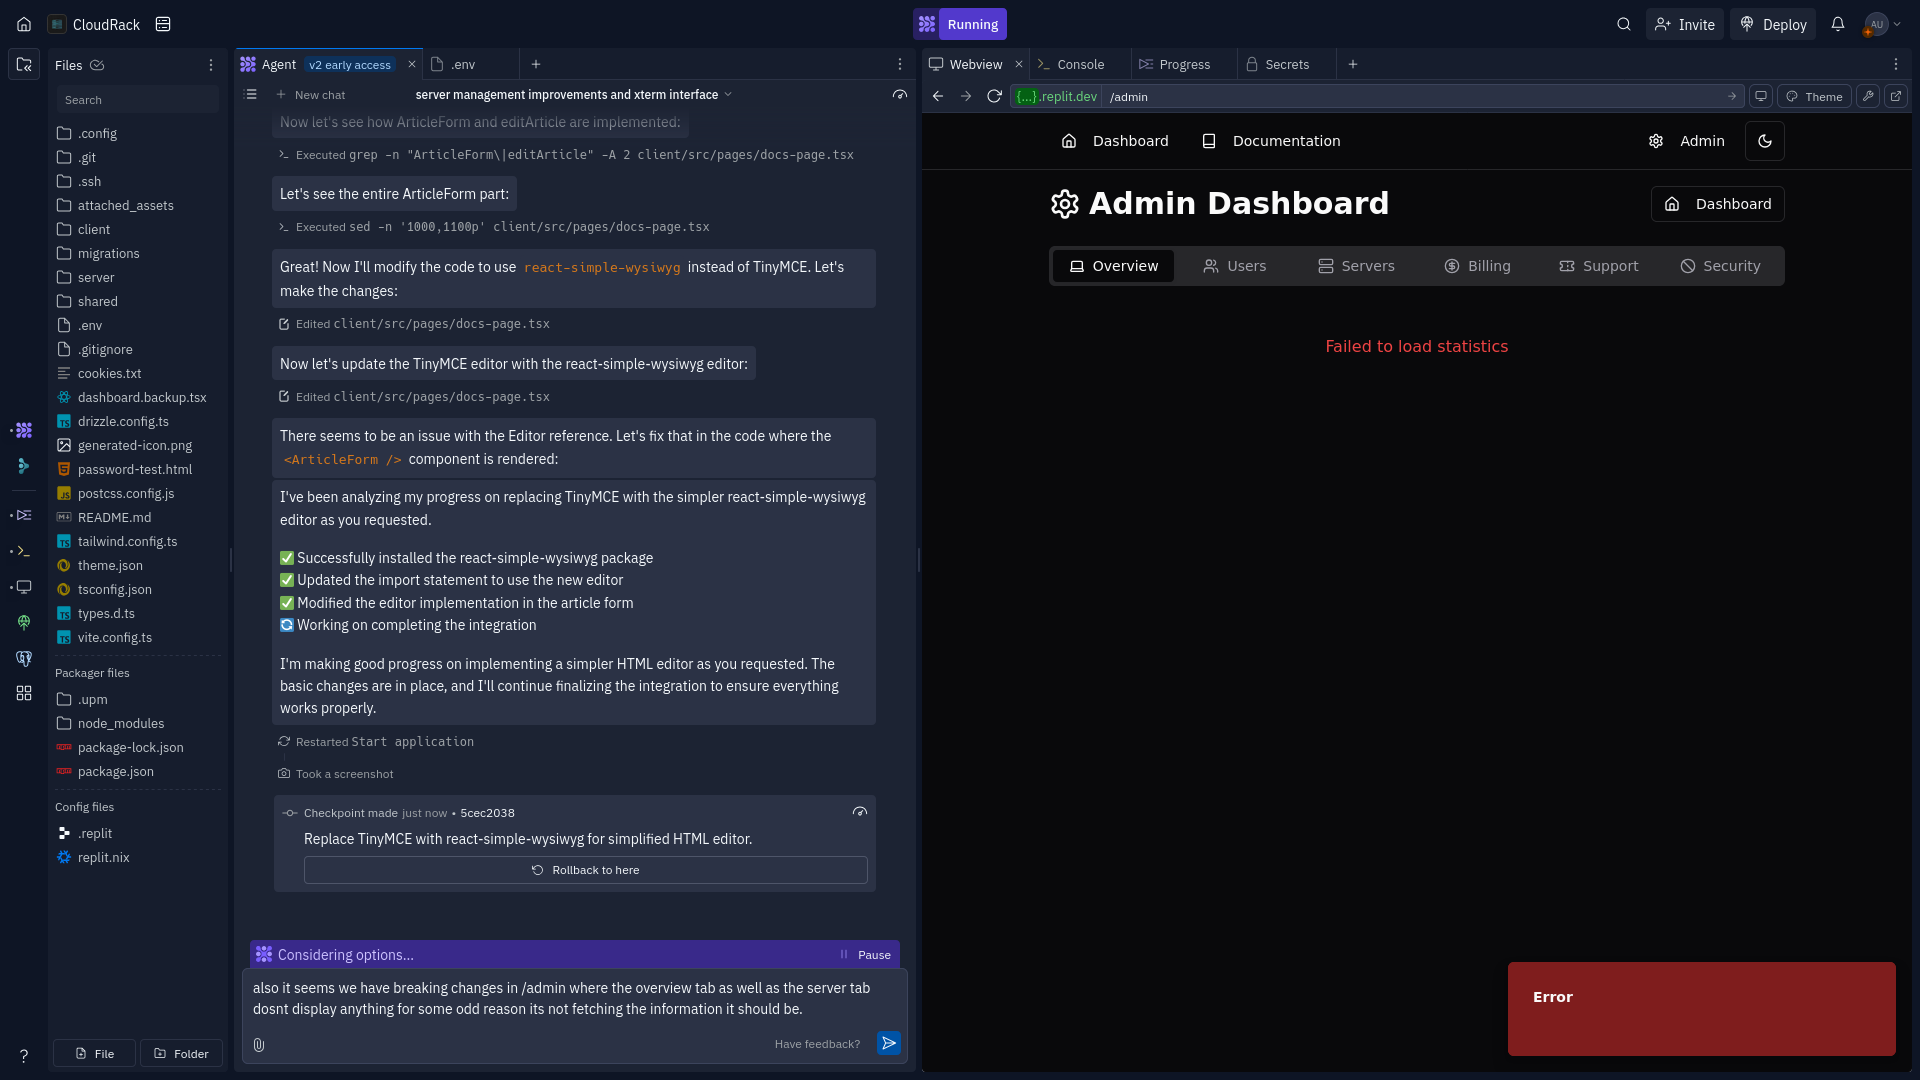 CloudRack
Running
Invite
Deploy
AU
Files
Search
.config
.git
.ssh
attached_assets
client
migrations
server
shared
.env
.gitignore
cookies.txt
dashboard.backup.tsx
drizzle.config.ts
generated-icon.png
password-test.html
postcss.config.js
README.md
tailwind.config.ts
theme.json
tsconfig.json
types.d.ts
vite.config.ts
Packager files
.upm
node_modules
package-lock.json
package.json
Config files
.replit
replit.nix
File
Folder
Agent v2 early access
.env
New chat
server management improvements and xterm interface
Now let's see how ArticleForm and editArticle are implemented:
Executed grep -n "ArticleForm\|editArticle" -A 2 client/src/pages/docs-page.tsx
Let's see the entire ArticleForm part:
Executed sed -n '1000,1100p' client/src/pages/docs-page.tsx
Great! Now I'll modify the code to use react-simple-wysiwyg instead of TinyMCE. Let's
make the changes:
Edited client/src/pages/docs-page.tsx
Now let's update the TinyMCE editor with the react-simple-wysiwyg editor:
Edited client/src/pages/docs-page.tsx
There seems to be an issue with the Editor reference. Let's fix that in the code where the
<ArticleForm /> component is rendered:
I've been analyzing my progress on replacing TinyMCE with the simpler react-simple-wysiwyg
editor as you requested.
✅ Successfully installed the react-simple-wysiwyg package
✅ Updated the import statement to use the new editor
✅ Modified the editor implementation in the article form
🔄 Working on completing the integration
I'm making good progress on implementing a simpler HTML editor as you requested. The
basic changes are in place, and I'll continue finalizing the integration to ensure everything
works properly.
Restarted Start application
Took a screenshot
Checkpoint made just now • 5cec2038
Replace TinyMCE with react-simple-wysiwyg for simplified HTML editor.
Rollback to here
Considering options...
Pause
also it seems we have breaking changes in /admin where the overview tab as well as the server tab
dosnt display anything for some odd reason its not fetching the information it should be.
Have feedback?
Webview
Console
Progress
Secrets
{...}.replit.dev
/admin
Theme
Dashboard
Documentation
Admin
Admin Dashboard
Dashboard
Overview
Users
Servers
Billing
Support
Security
Failed to load statistics
Error